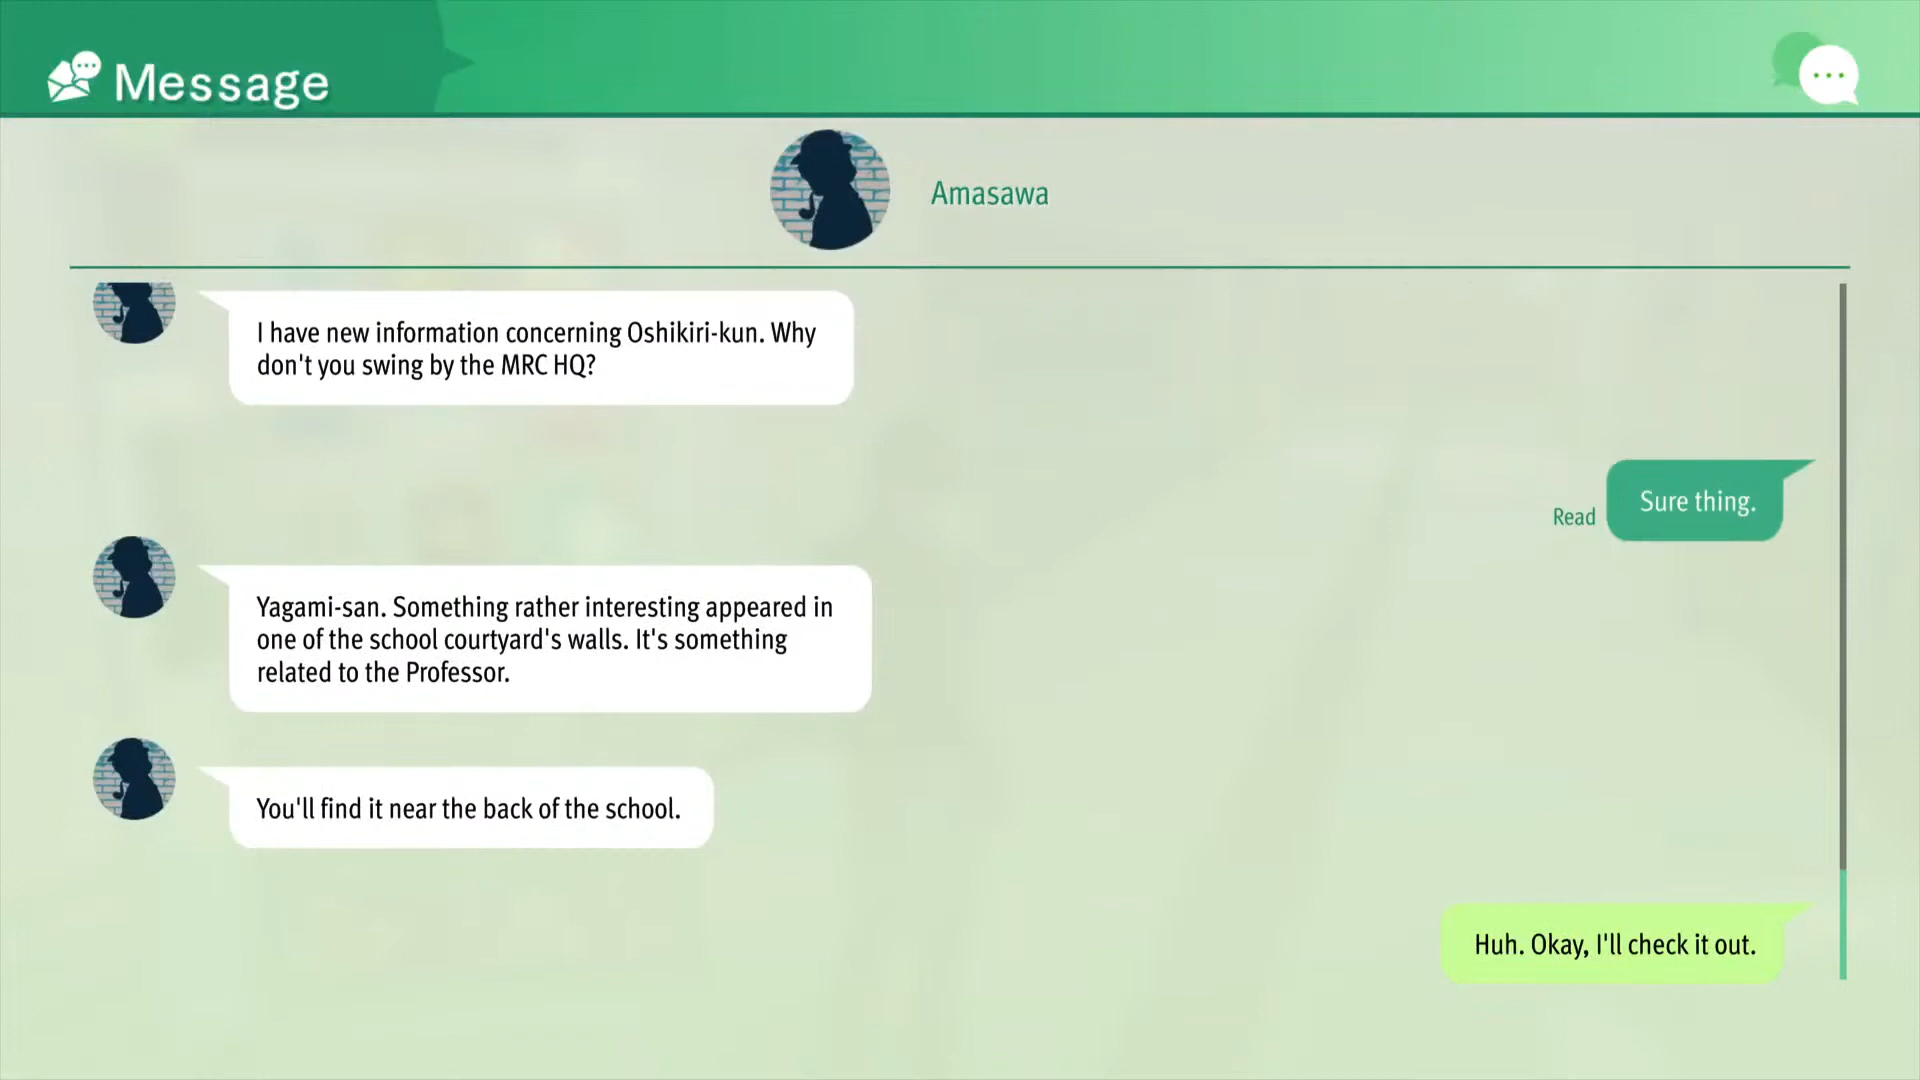 Message
Amasawa
I have new information concerning Oshikiri-kun. Why
don't you swing by the MRC HQ?
Sure thing.
Read
Yagami-san. Something rather interesting appeared in
one of the school courtyard's walls. It's something
related to the Professor.
You'll find it near the back of the school.
Huh. Okay, I'll check it out.